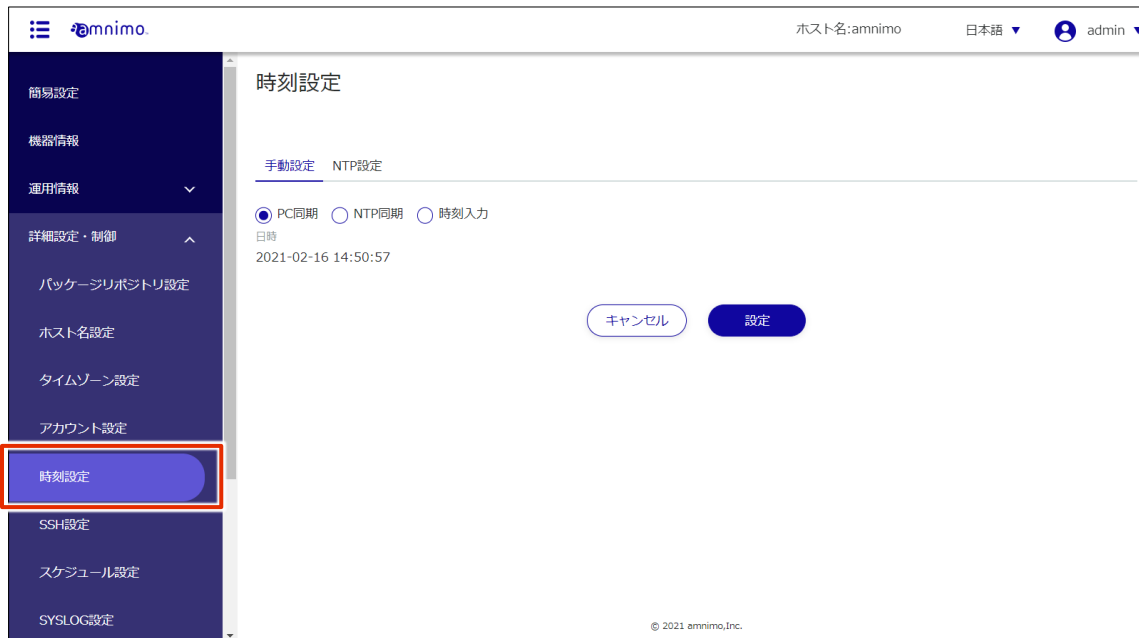 amnimo
ホスト名:amnimo
日本語 ▼
admin ▼
簡易設定
機器情報
運用情報
詳細設定・制御
パッケージリポジトリ設定
ホスト名設定
タイムゾーン設定
アカウント設定
時刻設定
SSH設定
スケジュール設定
SYSLOG設定
時刻設定
手動設定 NTP設定
PC同期 NTP同期 時刻入力
日時
2021-02-16 14:50:57
キャンセル 設定
© 2021 amnimo,Inc.